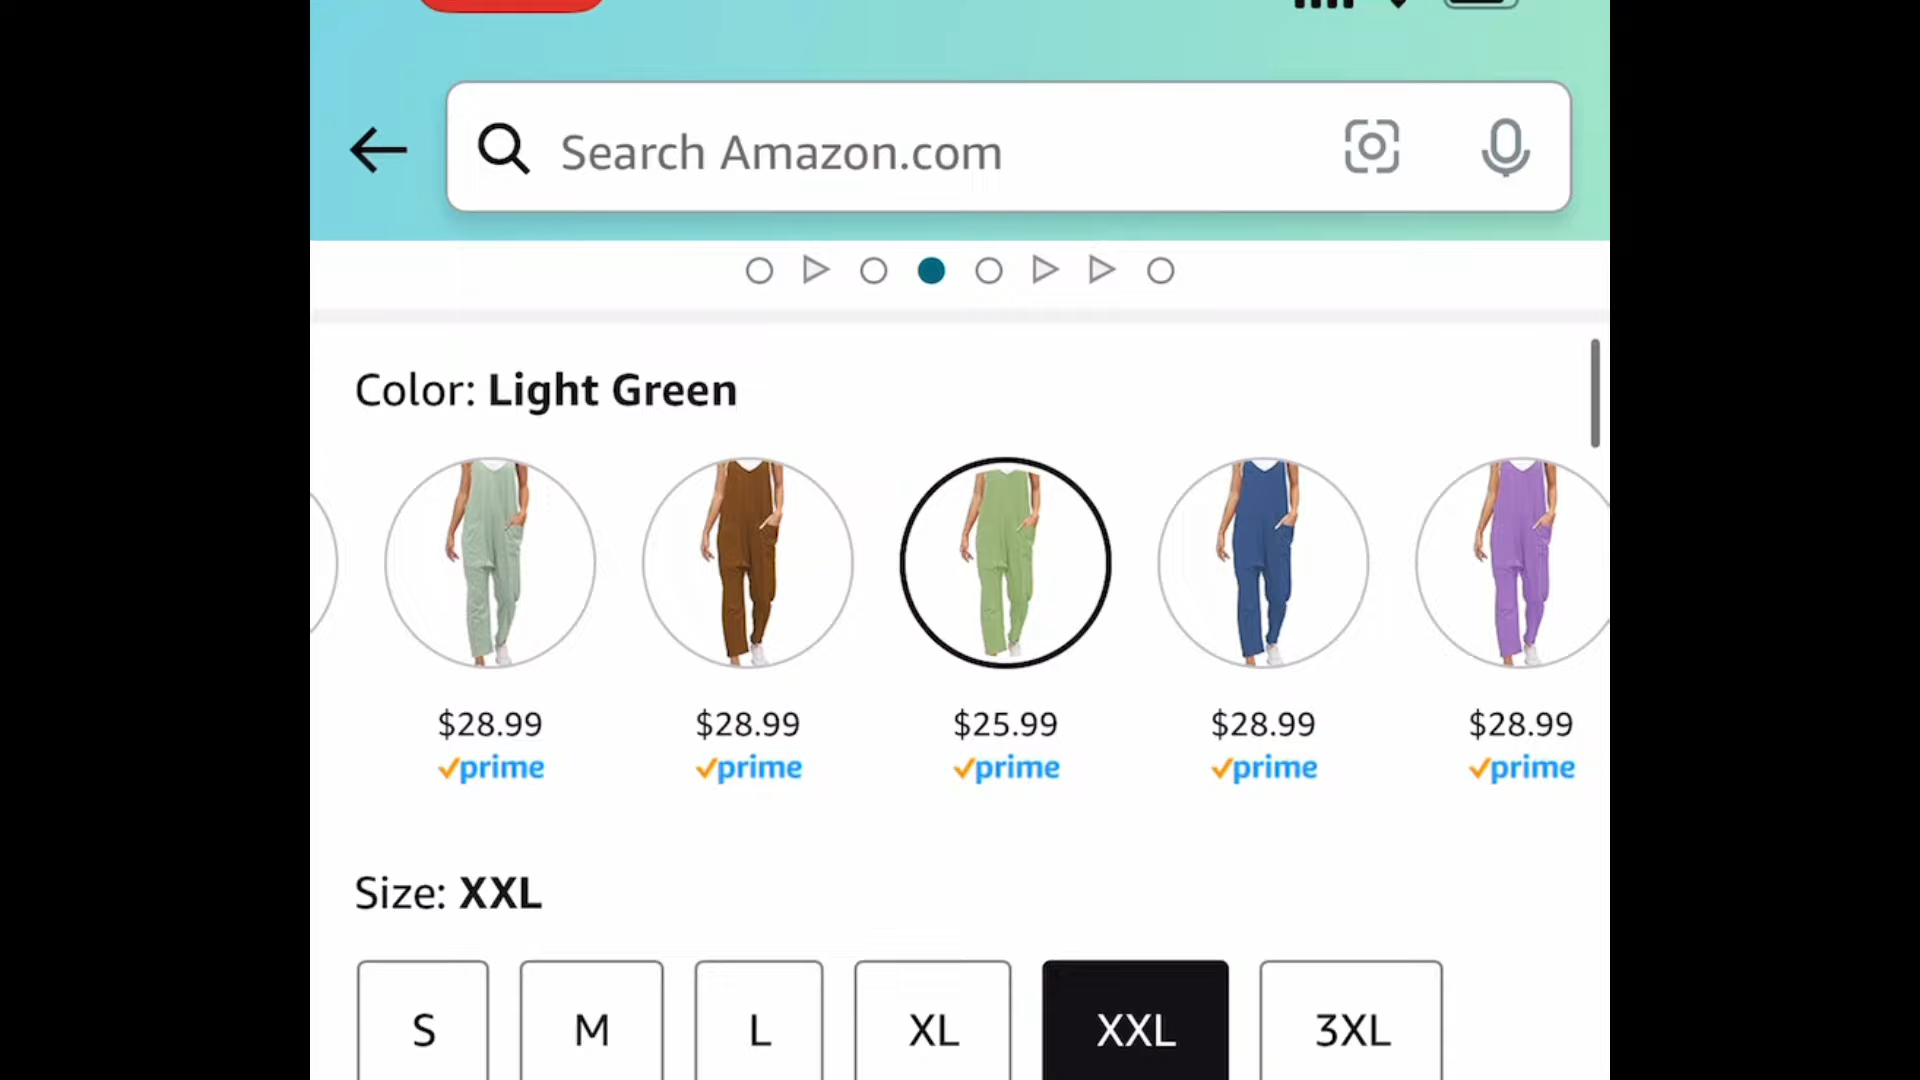 Search Amazon.com
Color: Light Green
$28.99 $28.99 $25.99 $28.99 $28.99
prime prime prime prime prime
Size: XXL
S M L XL XXL 3XL